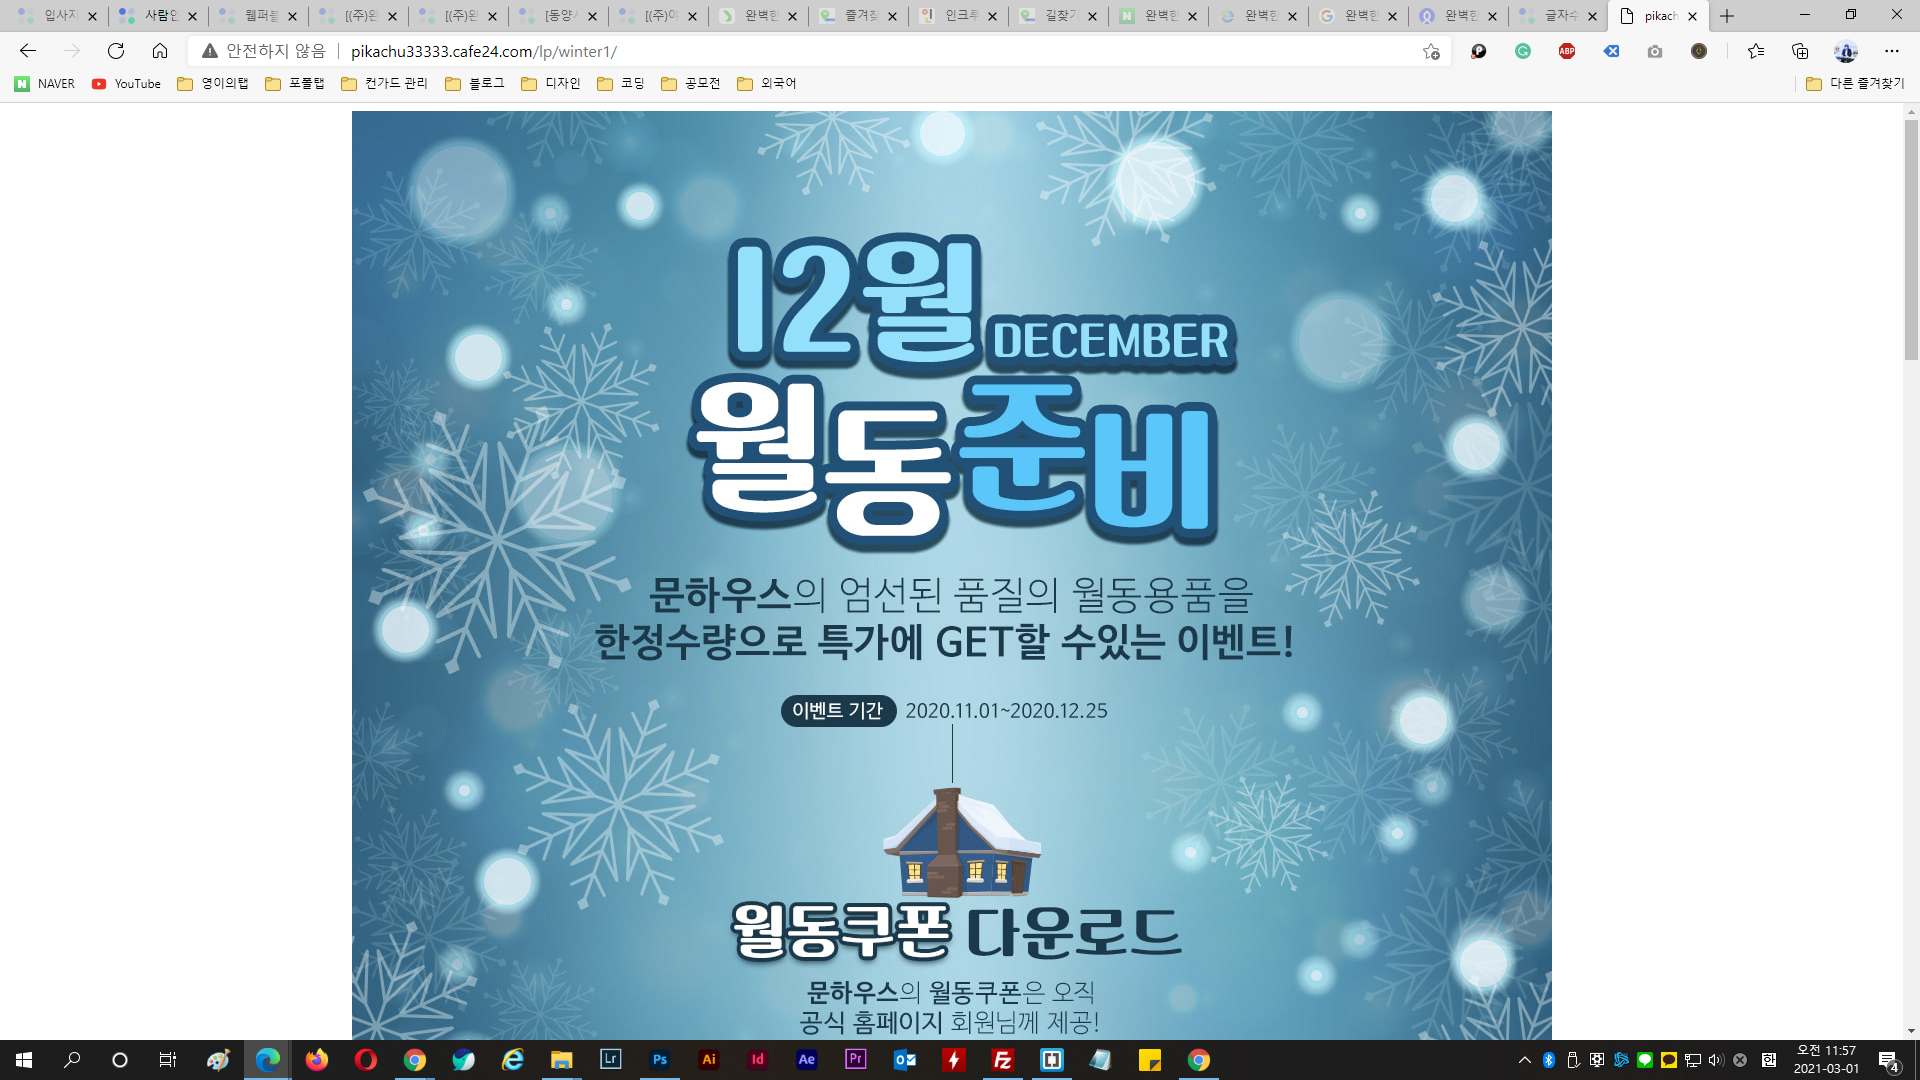 입사지
사람인
웹퍼블
[(주)완
[(주)완
[동양시
[(주)이
완벽한
즐겨찾
인크루
길찾기
완벽한
완벽한
완벽한
완벽한
글자수
pikach
안전하지 않음
pikachu33333.cafe24.com/lp/winter1/
NAVER
YouTube
영이의탭
포폴탭
컨가드 관리
블로그
디자인
코딩
공모전
외국어
다른 즐겨찾기
12월 DECEMBER
월동준비
문하우스의 엄선된 품질의 월동용품을
한정수량으로 특가에 GET할 수있는 이벤트!
이벤트 기간 2020.11.01~2020.12.25
월동쿠폰 다운로드
문하우스의 월동쿠폰은 오직
공식 홈페이지 회원님께 제공!
오전 11:57
2021-03-01